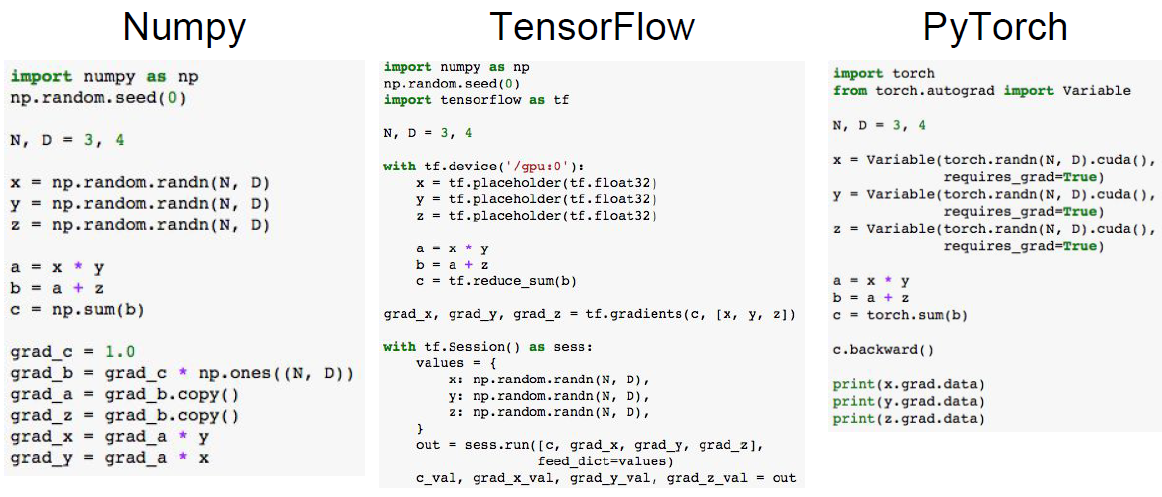 Numpy
import numpy as np
np.random.seed(0)
N, D = 3, 4
x = np.random.randn(N, D)
y = np.random.randn(N, D)
z = np.random.randn(N, D)
a = x * y
b = a + z
c = np.sum(b)
grad_c = 1.0
grad_b = grad_c * np.ones((N, D))
grad_a = grad_b.copy()
grad_z = grad_b.copy()
grad_x = grad_a * y
grad_y = grad_a * x
TensorFlow
import numpy as np
np.random.seed(0)
import tensorflow as tf
N, D = 3, 4
with tf.device('/gpu:0'):
    x = tf.placeholder(tf.float32)
    y = tf.placeholder(tf.float32)
    z = tf.placeholder(tf.float32)
    a = x * y
    b = a + z
    c = tf.reduce_sum(b)
grad_x, grad_y, grad_z = tf.gradients(c, [x, y, z])
with tf.Session() as sess:
    values = {
        x: np.random.randn(N, D),
        y: np.random.randn(N, D),
        z: np.random.randn(N, D),
    }
    out = sess.run([c, grad_x, grad_y, grad_z],
                   feed_dict=values)
    c_val, grad_x_val, grad_y_val, grad_z_val = out
PyTorch
import torch
from torch.autograd import Variable
N, D = 3, 4
x = Variable(torch.randn(N, D).cuda(),
             requires_grad=True)
y = Variable(torch.randn(N, D).cuda(),
             requires_grad=True)
z = Variable(torch.randn(N, D).cuda(),
             requires_grad=True)
a = x * y
b = a + z
c = torch.sum(b)
c.backward()
print(x.grad.data)
print(y.grad.data)
print(z.grad.data)